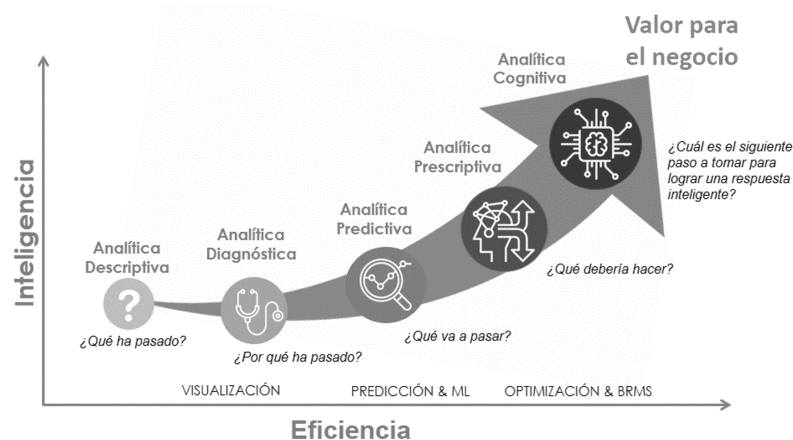 Valor para
el negocio
Analítica
Cognitiva
¿Cuál es el siguiente
paso a tomar para
lograr una respuesta
inteligente?
Analítica
Prescriptiva
¿Qué debería hacer?
Analítica
Predictiva
¿Qué va a pasar?
Analítica
Diagnóstica
¿Por qué ha pasado?
Analítica
Descriptiva
?
¿Qué ha pasado?
Inteligencia
VISUALIZACIÓN
PREDICCIÓN & ML
OPTIMIZACIÓN & BRMS
Eficiencia